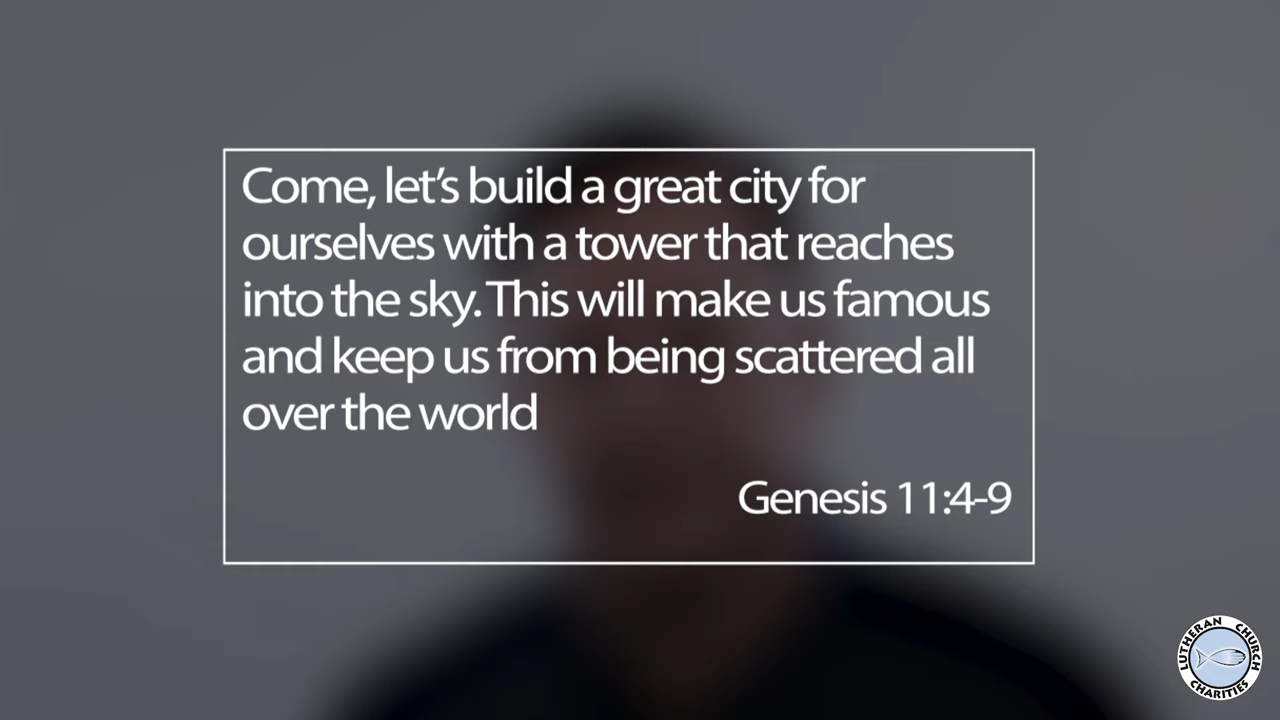 Come, let’s build a great city for
ourselves with a tower that reaches
into the sky. This will make us famous
and keep us from being scattered all
over the world
Genesis 11:4-9
LUTHERAN CHURCH
CHARITIES